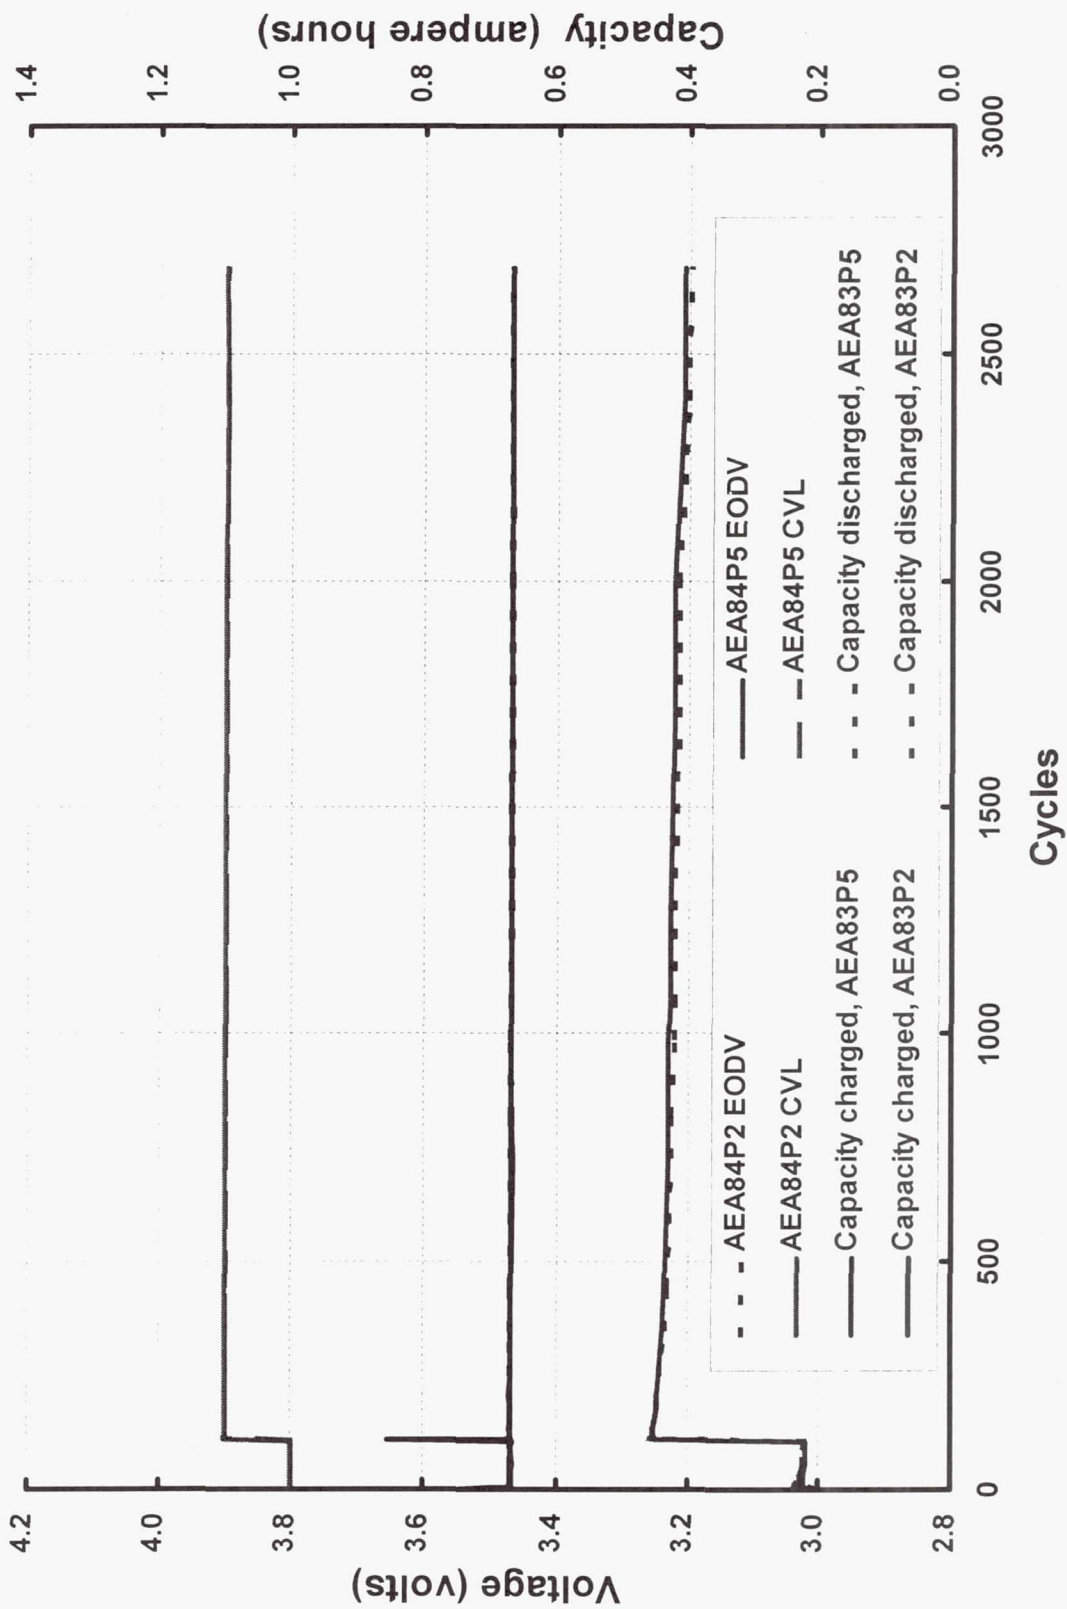 Voltage (volts)
4.2
4.0
3.8
3.6
3.4
3.2
3.0
2.8
AEA84P2 EODV
AEA84P5 EODV
AEA84P2 CVL
AEA84P5 CVL
Capacity charged, AEA83P5
Capacity discharged, AEA83P5
Capacity charged, AEA83P2
Capacity discharged, AEA83P2
1.4
1.1
1.0
0.8
0.6
0.4
0.2
0.0
Capacity (ampere hours)
0 500 1000 1500 2000 2500 3000
Cycles